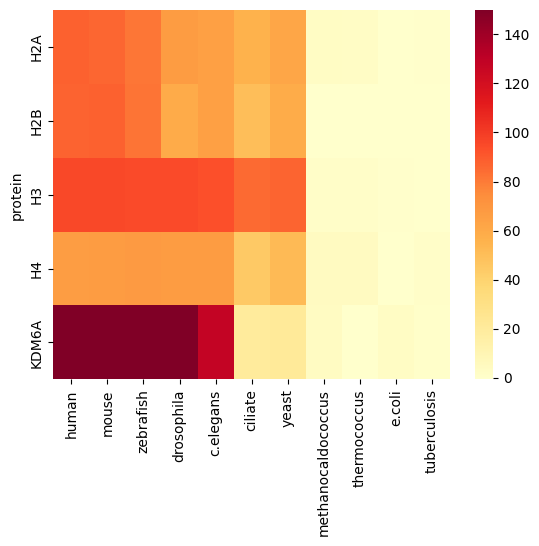 protein
H2A
H2B
H3
H4
KDM6A
human
mouse
zebrafish
drosophila
c.elegans
ciliate
yeast
methanocaldococcus
thermococcus
e.coli
tuberculosis
140
120
100
80
60
40
20
0